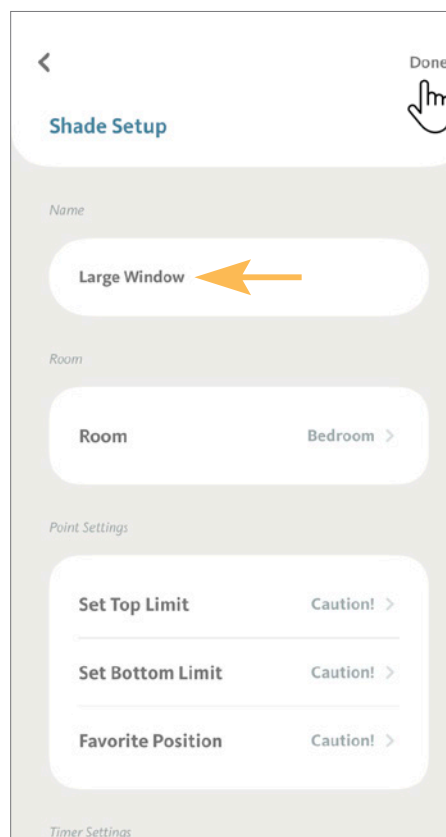 Done
Shade Setup
Name
Large Window
Room
Room Bedroom
Point Settings
Set Top Limit Caution!
Set Bottom Limit Caution!
Favorite Position Caution!
Timer Settings